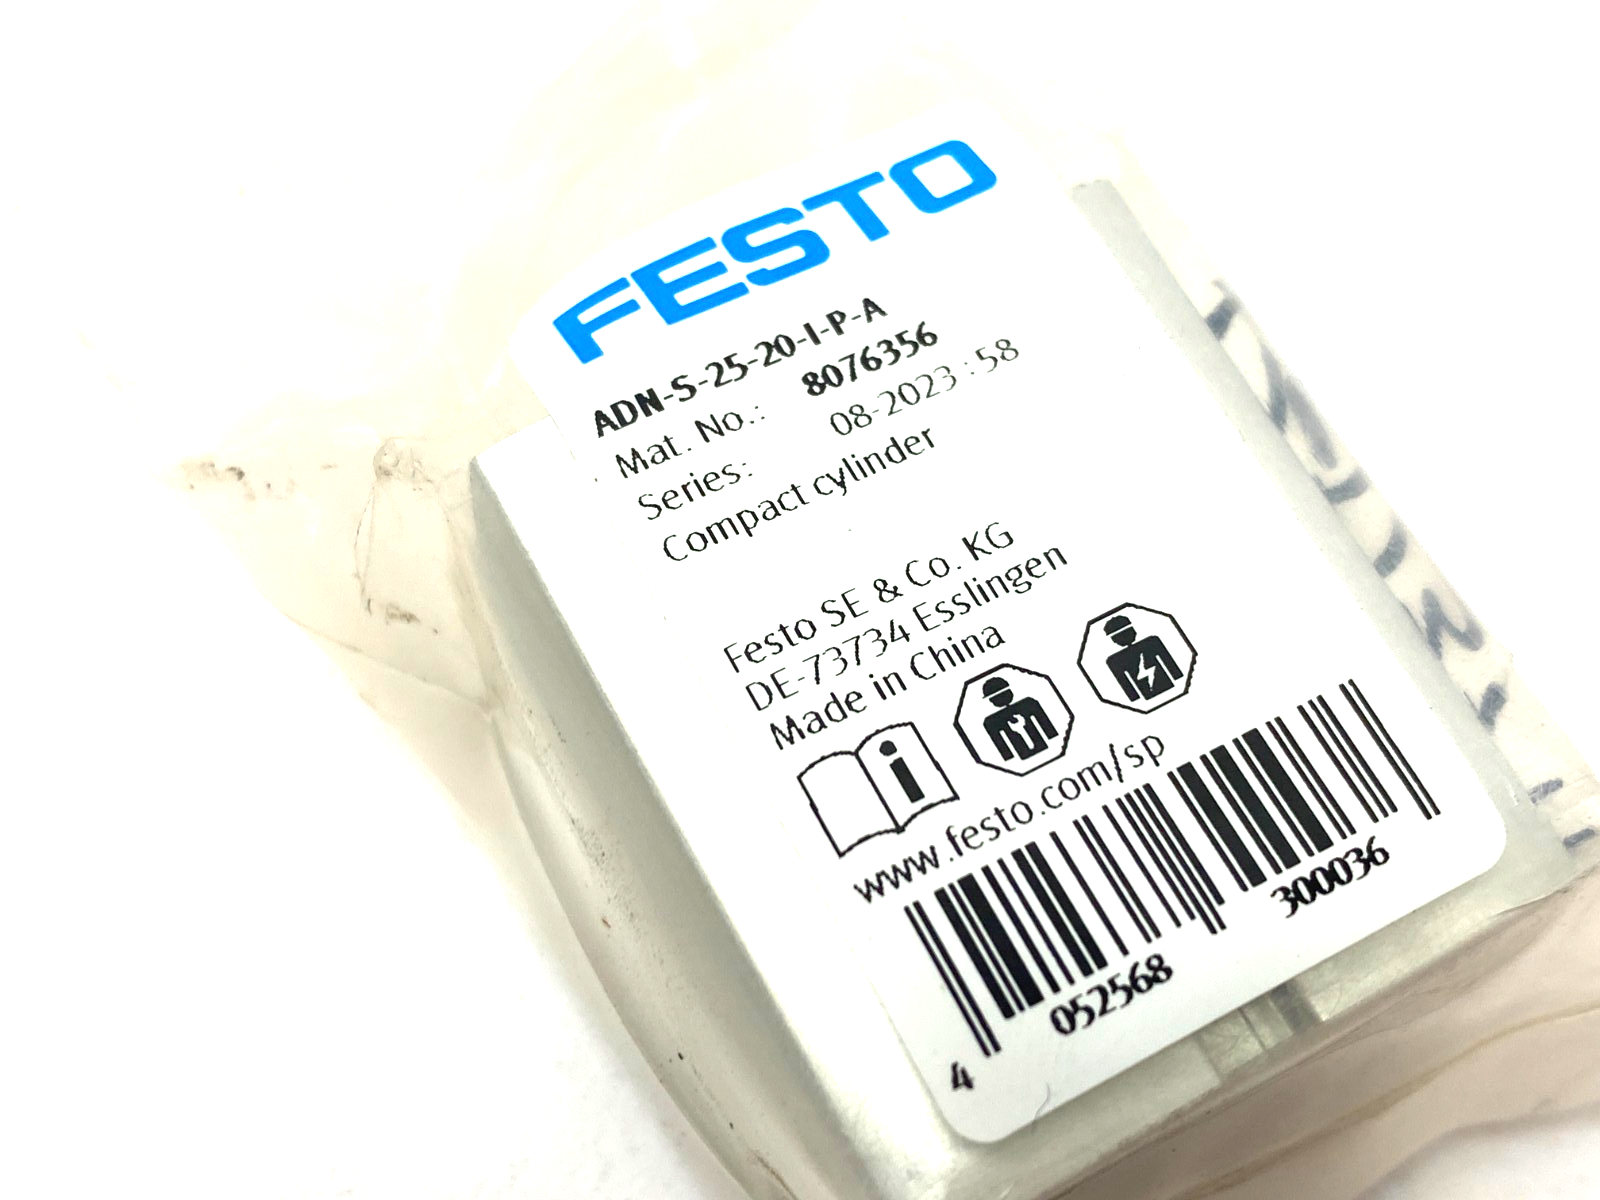 FESTO
ADN-S-25-20-I-P-A
Mat. No.: 8076356
Series: 08-2023 : 58
Compact cylinder
Festo SE & Co. KG
DE-73734 Esslingen
Made in China
www.festo.com/sp
4 052568 300036